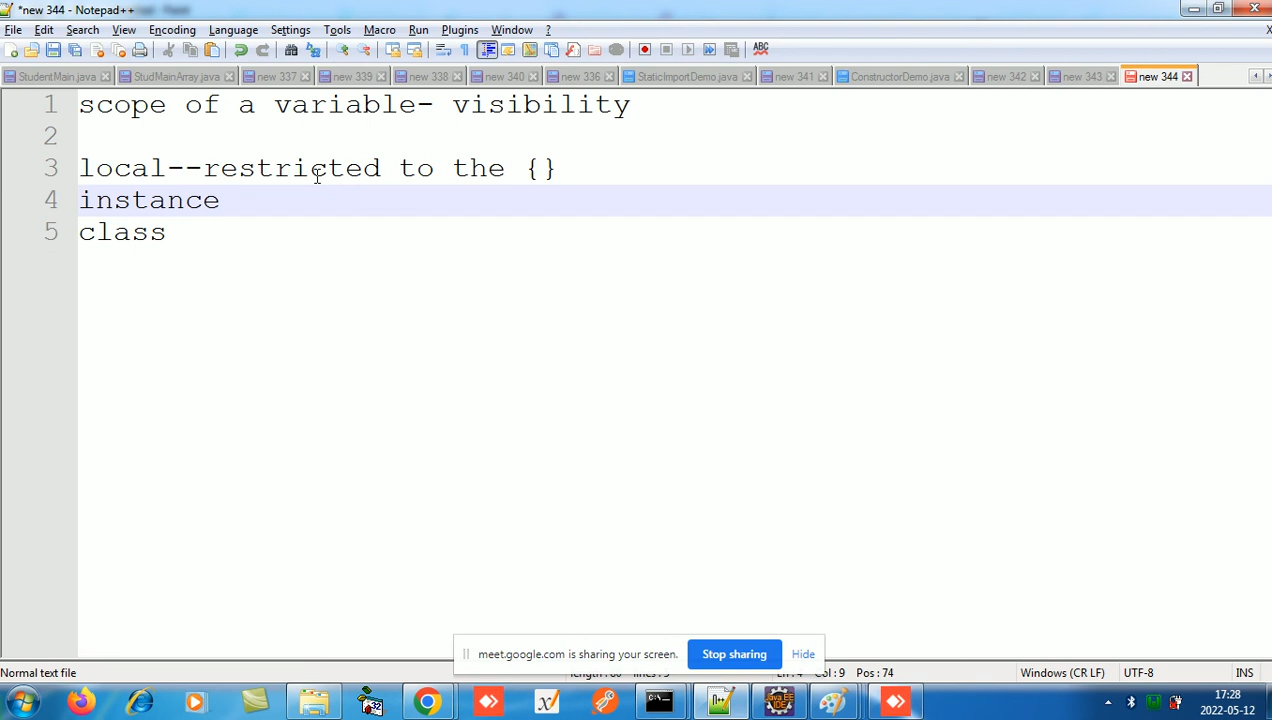 *new 344 - Notepad++
File Edit Search View Encoding Language Settings Tools Macro Run Plugins Window ?
StudentMain.java StudMainArray.java new 337 new 339 new 338 new 340 new 336 StaticImportDemo.java new 341 ConstructorDemo.java new 342 new 343 new 344
1 scope of a variable- visibility
2
3 local--restricted to the {}
4 instance
5 class
meet.google.com is sharing your screen. Stop sharing Hide
Normal text file Col : 9 Pos : 74 Windows (CR LF) UTF-8 INS
17:28
2022-05-12